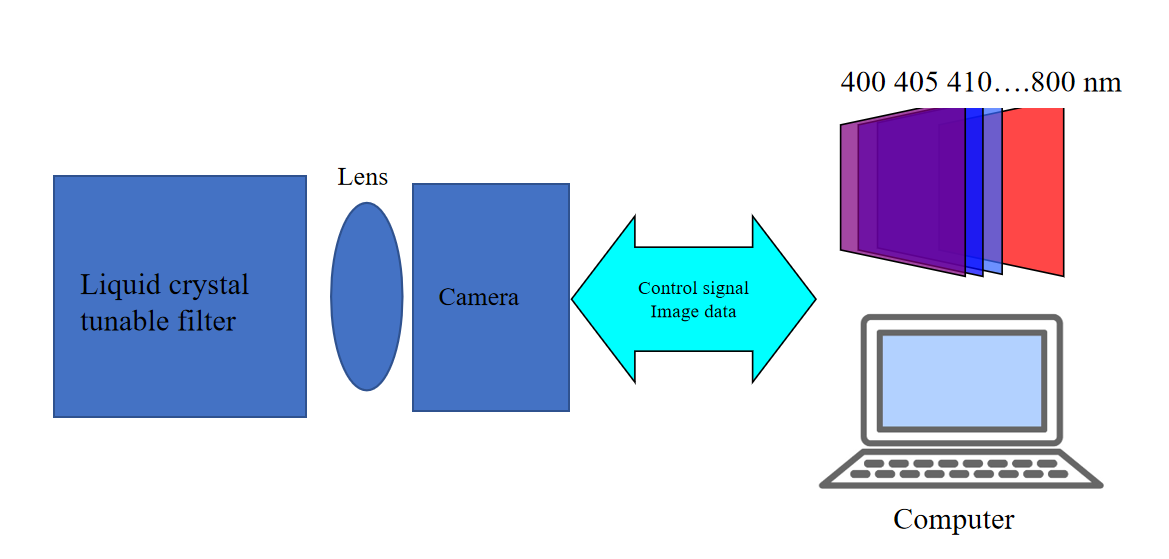 400 405 410....800 nm
Lens
Liquid crystal
tunable filter
Camera
Control signal
Image data
Computer